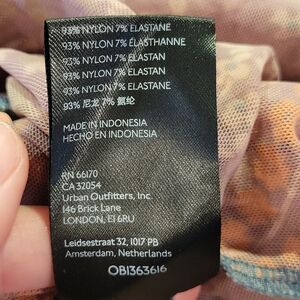 93% NYLON 7% ELASTANE
93% NYLON 7% ÉLASTHANNE
93% NYLON 7% ELASTAN
93% NYLON 7% ELASTAN
93% NYLON 7% ELASTANE
93% 尼龙 7% 氨纶
MADE IN INDONESIA
HECHO EN INDONESIA
RN 66170
CA 32054
Urban Outfitters, Inc.
146 Brick Lane
LONDON, E1 6RU
Leidsestraat 32, 1017 PB
Amsterdam, Netherlands
OB1363616